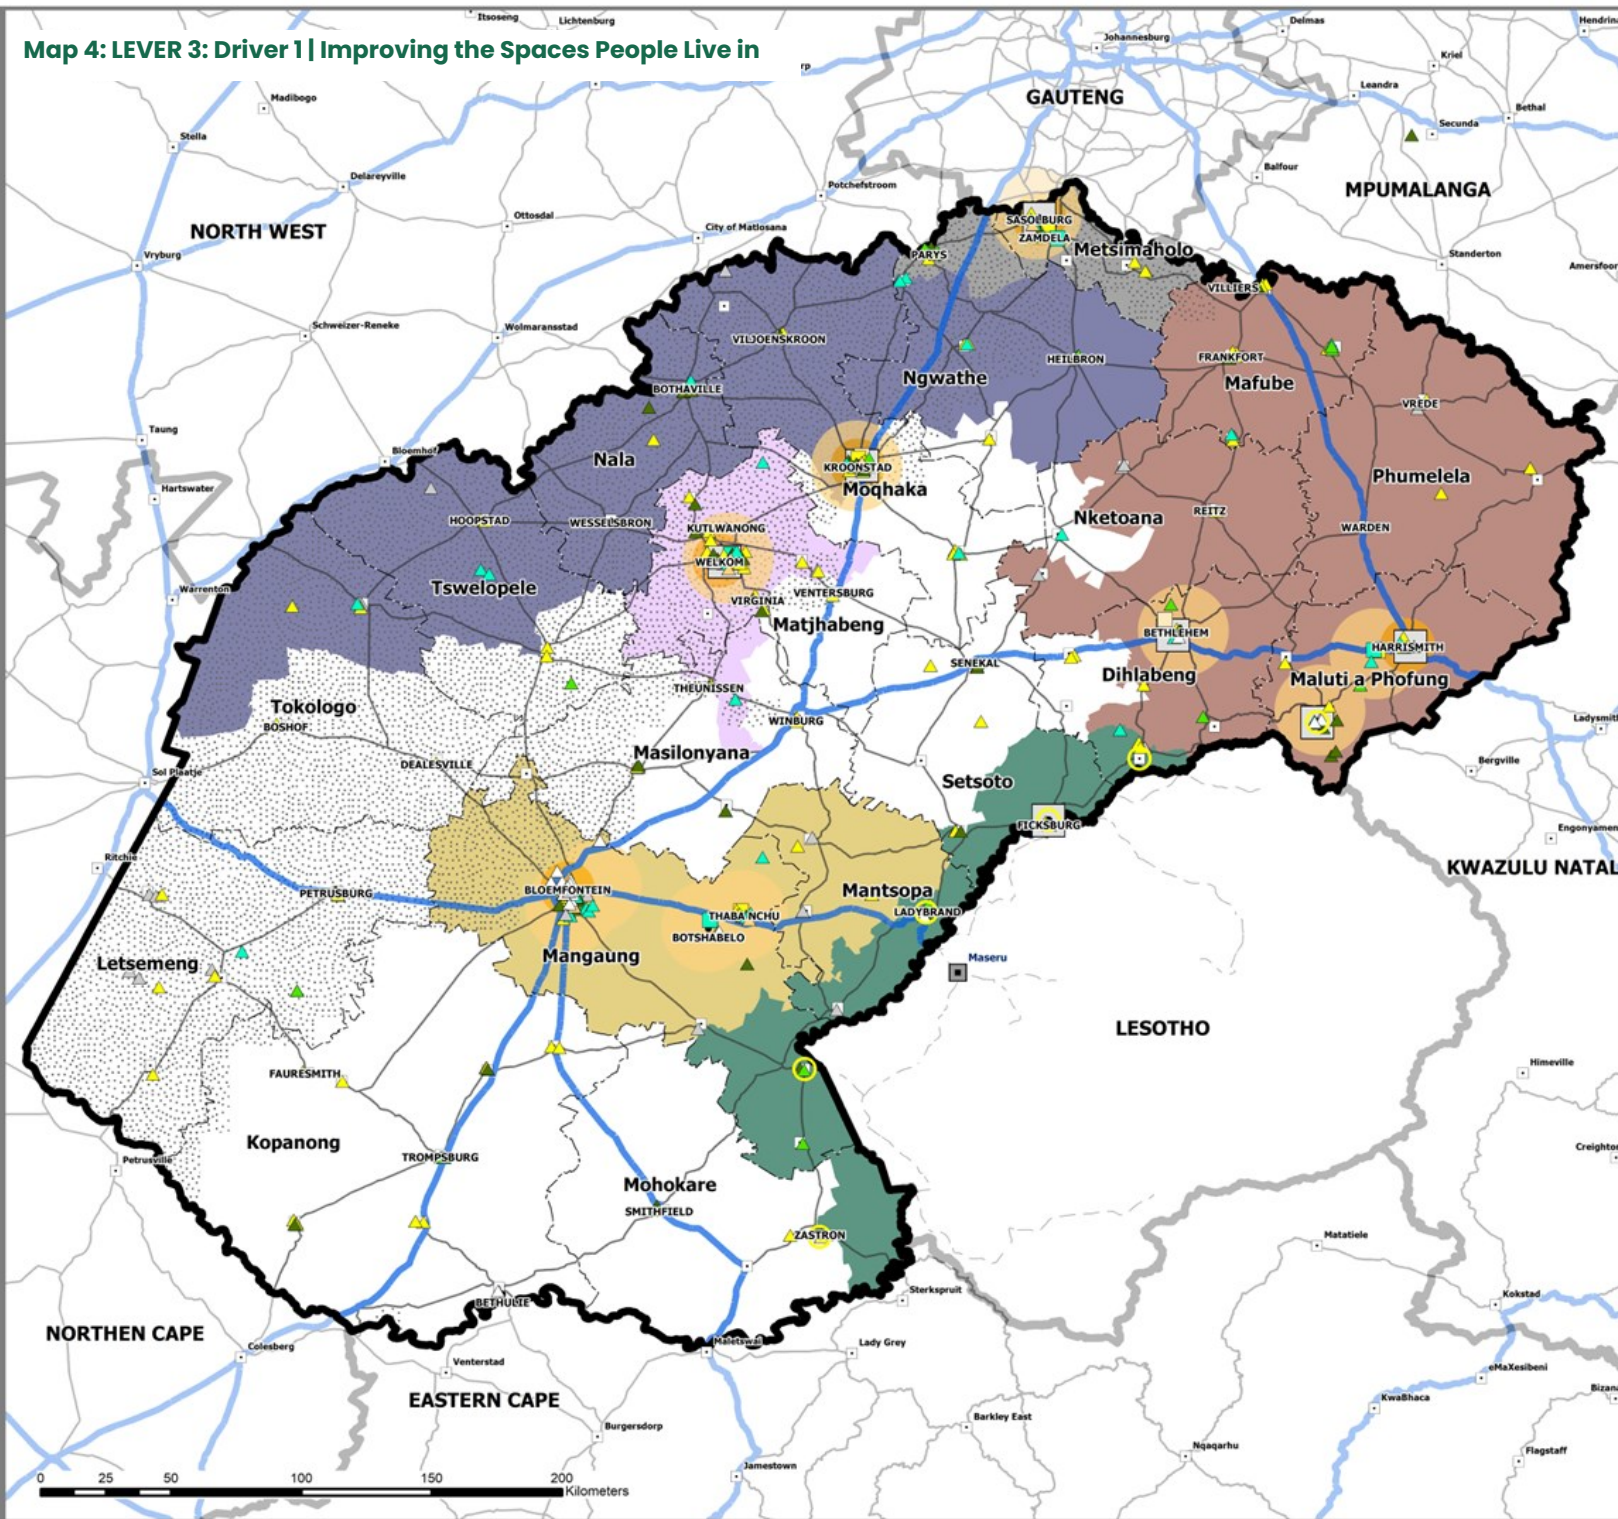 Itsoseng
Lichtenburg
Delmas
Hendrin
Map 4: LEVER 3: Driver 1 | Improving the Spaces People Live in
Johannesburg
Kriel
rp
Leandra
GAUTENG
Madibogo
Bethal
Secunda
Stella
Balfour
Delareyville
Potchefstroom
MPUMALANGA
Ottosdal
SASOLBURG
City of Matlosana
NORTH WEST
ZAMDELA
Metsimaholo
Vryburg
PARYS
Standerton
Amersfoor
VILLIERS
Schweizer-Reneke
Wolmaransstad
VILJOENSKROON
HEILBRON
FRANKFORT
Ngwathe
Mafube
BOTHAVILLE
VREDE
Taung
Bloemhof
Nala
KROONSTAD
Phumelela
Moqhaka
Hartswater
REITZ
Nketoana
HOOPSTAD
WESSELSBRON
KUTLWANONG
WARDEN
WELKOM
Warrenton
Tswelopele
VENTERSBURG
VIRGINIA
Matjhabeng
BETHLEHEM
HARRISMITH
SENEKAL
Dihlabeng
Maluti a Phofung
THEUNISSEN
Tokologo
WINBURG
Ladysmith
BOSHOF
Masilonyana
DEALESVILLE
Bergville
Sol Plaatje
Setsoto
FICKSBURG
Engonyamen
Ritchie
KWAZULU NATAL
BLOEMFONTEIN
Mantsopa
PETRUSBURG
LADYBRAND
THABA NCHU
BOTSHABELO
Mangaung
Maseru
Letsemeng
LESOTHO
Himeville
FAURESMITH
Kopanong
Creighton
TROMPSBURG
Petrusville
Mohokare
SMITHFIELD
ZASTRON
Matatiele
Sterkspruit
Kokstad
BETHULIE
NORTHEN CAPE
Maletswai
Lady Grey
Colesberg
Venterstad
eMaXesibeni
EASTERN CAPE
KwaBhaca
Bizan
Barkley East
Burgersdorp
Nqaqarhu
Flagstaff
Jamestown
0 25 50 100 150 200
Kilometers